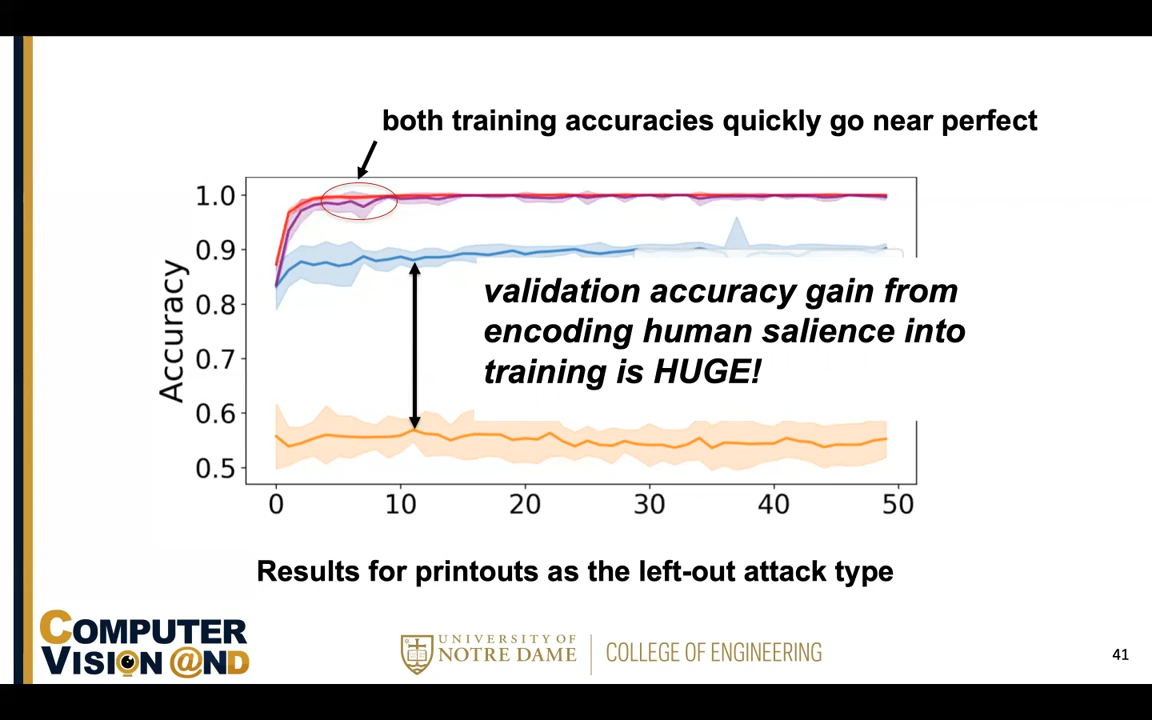 both training accuracies quickly go near perfect
1.0
0.9
0.8
0.7
0.6
0.5
Accuracy
validation accuracy gain from
encoding human salience into
training is HUGE!
0 10 20 30 40 50
Results for printouts as the left-out attack type
COMPUTER
VISION @ND
UNIVERSITY OF
NOTRE DAME
COLLEGE OF ENGINEERING
41